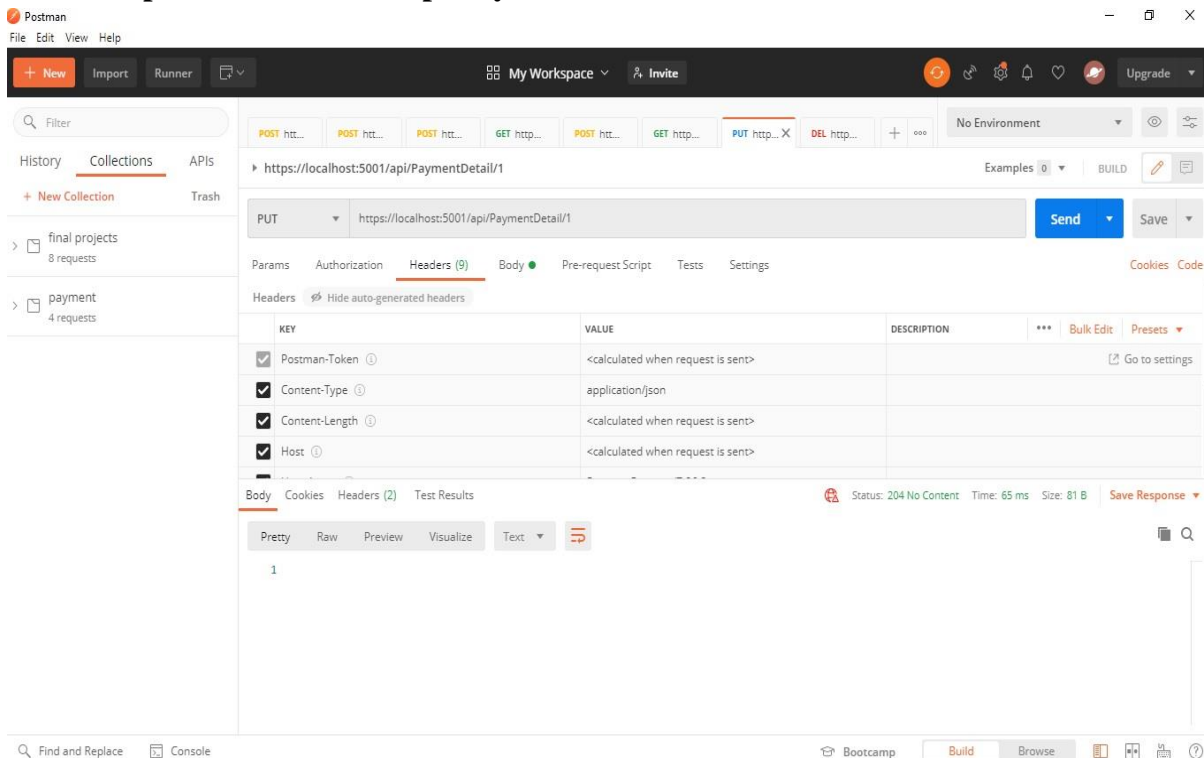 Postman
File Edit View Help
+ New Import Runner My Workspace Invite Upgrade
Filter
History Collections APIs
+ New Collection Trash
final projects
8 requests
payment
4 requests
POST htt... POST htt... POST htt... GET http... POST htt... GET http... PUT http... X DEL http... + ooo No Environment
https://localhost:5001/api/PaymentDetail/1 Examples 0 BUILD
PUT https://localhost:5001/api/PaymentDetail/1 Send Save
Params Authorization Headers (9) Body Pre-request Script Tests Settings Cookies Code
Headers Hide auto-generated headers
KEY VALUE DESCRIPTION ••• Bulk Edit Presets
Postman-Token <calculated when request is sent> Go to settings
Content-Type application/json
Content-Length <calculated when request is sent>
Host <calculated when request is sent>
Body Cookies Headers (2) Test Results Status: 204 No Content Time: 65 ms Size: 81 B Save Response
Pretty Raw Preview Visualize Text
1
Find and Replace Console Bootcamp Build Browse